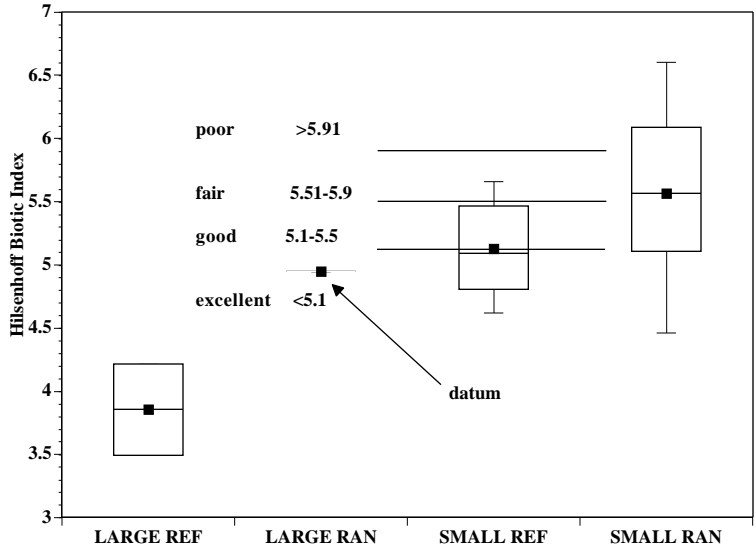 Hilsenhoff Biotic Index
7
6.5
6
5.5
5
4.5
4
3.5
3
poor >5.91
fair 5.51-5.9
good 5.1-5.5
excellent <5.1
datum
LARGE REF LARGE RAN SMALL REF SMALL RAN